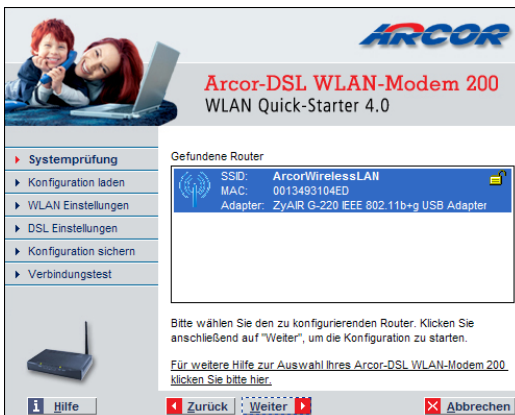 ARCOR
Arcor-DSL WLAN-Modem 200
WLAN Quick-Starter 4.0
Systemprüfung
Konfiguration laden
WLAN Einstellungen
DSL Einstellungen
Konfiguration sichern
Verbindungstest
Gefundene Router
SSID: ArcorWirelessLAN
MAC: 0013493104ED
Adapter: ZyAIR G-220 IEEE 802.11b+g USB Adapter
Bitte wählen Sie den zu konfigurierenden Router. Klicken Sie
anschließend auf "Weiter", um die Konfiguration zu starten.
Für weitere Hilfe zur Auswahl Ihres Arcor-DSL WLAN-Modem 200
klicken Sie bitte hier.
i Hilfe
Zurück
Weiter
Abbrechen